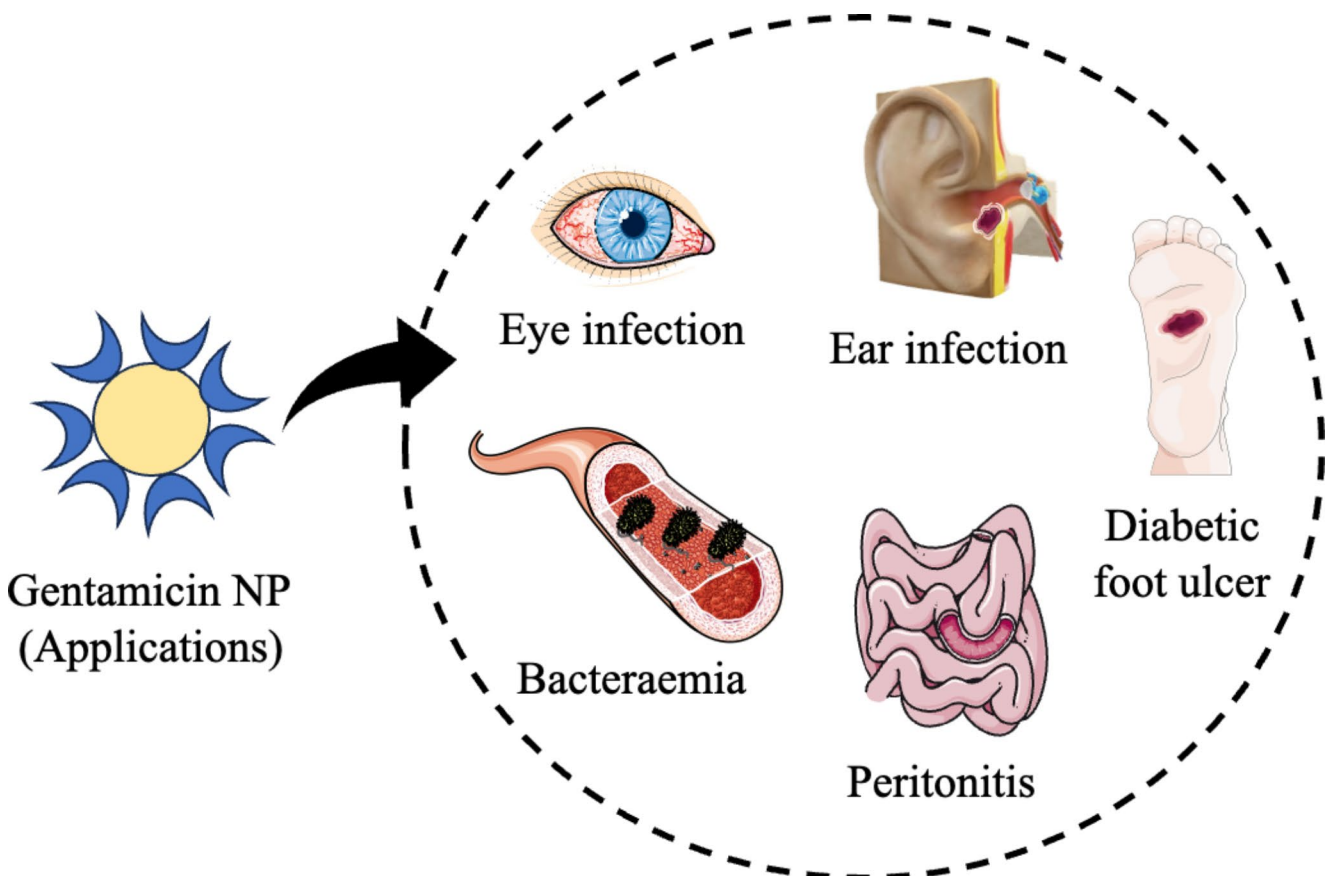 Gentamicin NP
(Applications)
Eye infection
Ear infection
Diabetic
foot ulcer
Bacteraemia
Peritonitis